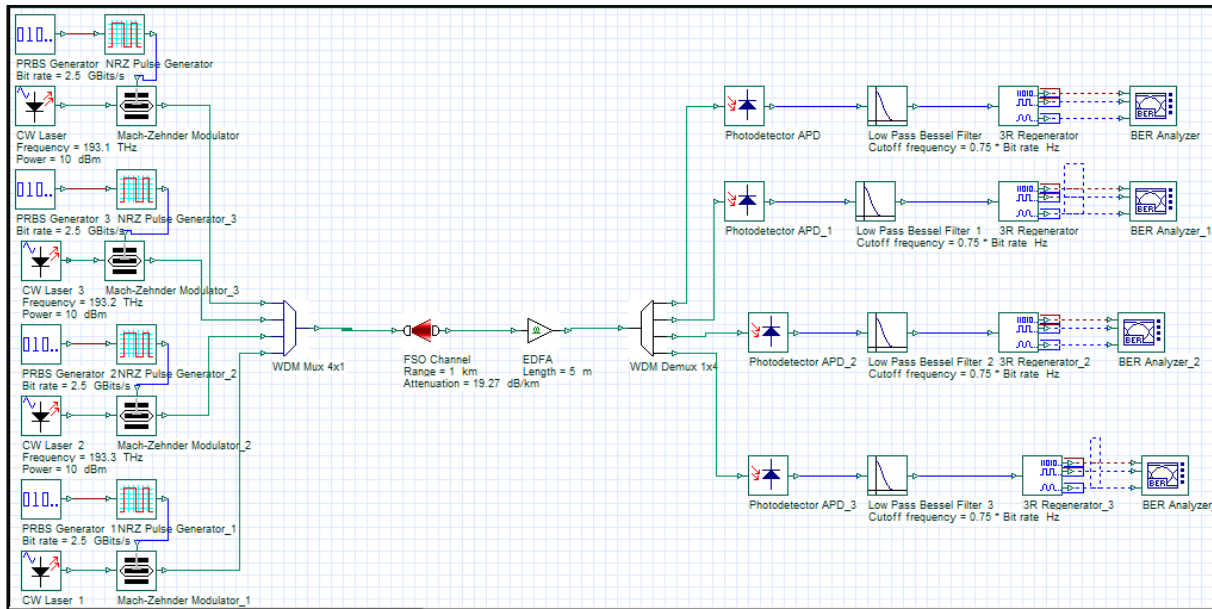 PRBS Generator NRZ Pulse Generator
Bit rate = 2.5 GBits/s
CW Laser Mach-Zehnder Modulator
Frequency = 193.1 THz
Power = 10 dBm
PRBS Generator 3 NRZ Pulse Generator_3
Bit rate = 2.5 GBits/s
CW Laser 3 Mach-Zehnder Modulator_3
Frequency = 193.2 THz
Power = 10 dBm
PRBS Generator 2 NRZ Pulse Generator_2
Bit rate = 2.5 GBits/s
CW Laser 2 Mach-Zehnder Modulator_2
Frequency = 193.3 THz
Power = 10 dBm
PRBS Generator 1 NRZ Pulse Generator_1
Bit rate = 2.5 GBits/s
CW Laser 1 Mach-Zehnder Modulator_1
WDM Mux 4x1
FSO Channel
Range = 1 km
Attenuation = 19.27 dB/km
EDFA
Length = 5 m
WDM Demux 1x4
Photodetector APD
Low Pass Bessel Filter
Cutoff frequency = 0.75 * Bit rate Hz
3R Regenerator
BER Analyzer
Photodetector APD_1
Low Pass Bessel Filter 1
Cutoff frequency = 0.75 * Bit rate Hz
3R Regenerator
BER Analyzer_1
Photodetector APD_2
Low Pass Bessel Filter 2
Cutoff frequency = 0.75 * Bit rate Hz
3R Regenerator_2
BER Analyzer_2
Photodetector APD_3
Low Pass Bessel Filter 3
Cutoff frequency = 0.75 * Bit rate Hz
3R Regenerator_3
BER Analyzer